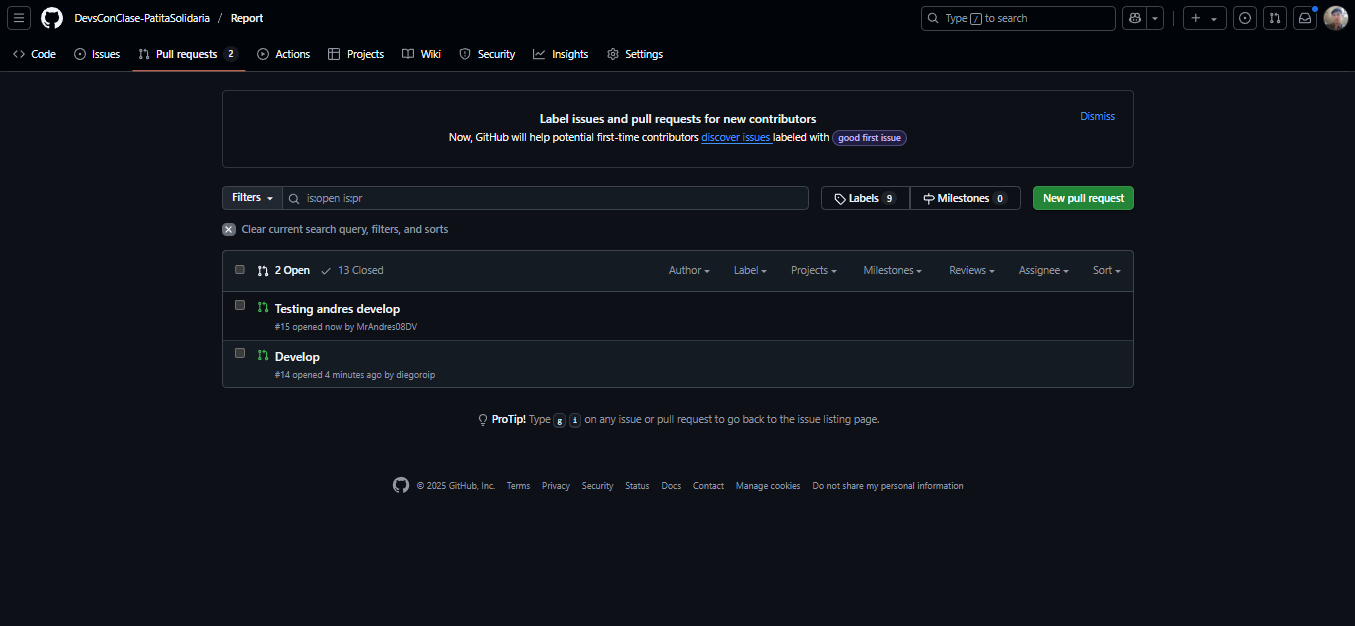 DevsConClase-PatitaSolidaria / Report
Type / to search
Code Issues Pull requests 2 Actions Projects Wiki Security Insights Settings
Label issues and pull requests for new contributors
Dismiss
Now, GitHub will help potential first-time contributors discover issues labeled with good first issue
Filters is:open is:pr Labels 9 Milestones 0 New pull request
Clear current search query, filters, and sorts
2 Open 13 Closed Author Label Projects Milestones Reviews Assignee Sort
Testing andres develop
#15 opened now by MrAndres08DV
Develop
#14 opened 4 minutes ago by diegoroip
ProTip! Type g i on any issue or pull request to go back to the issue listing page.
© 2025 GitHub, Inc. Terms Privacy Security Status Docs Contact Manage cookies Do not share my personal information